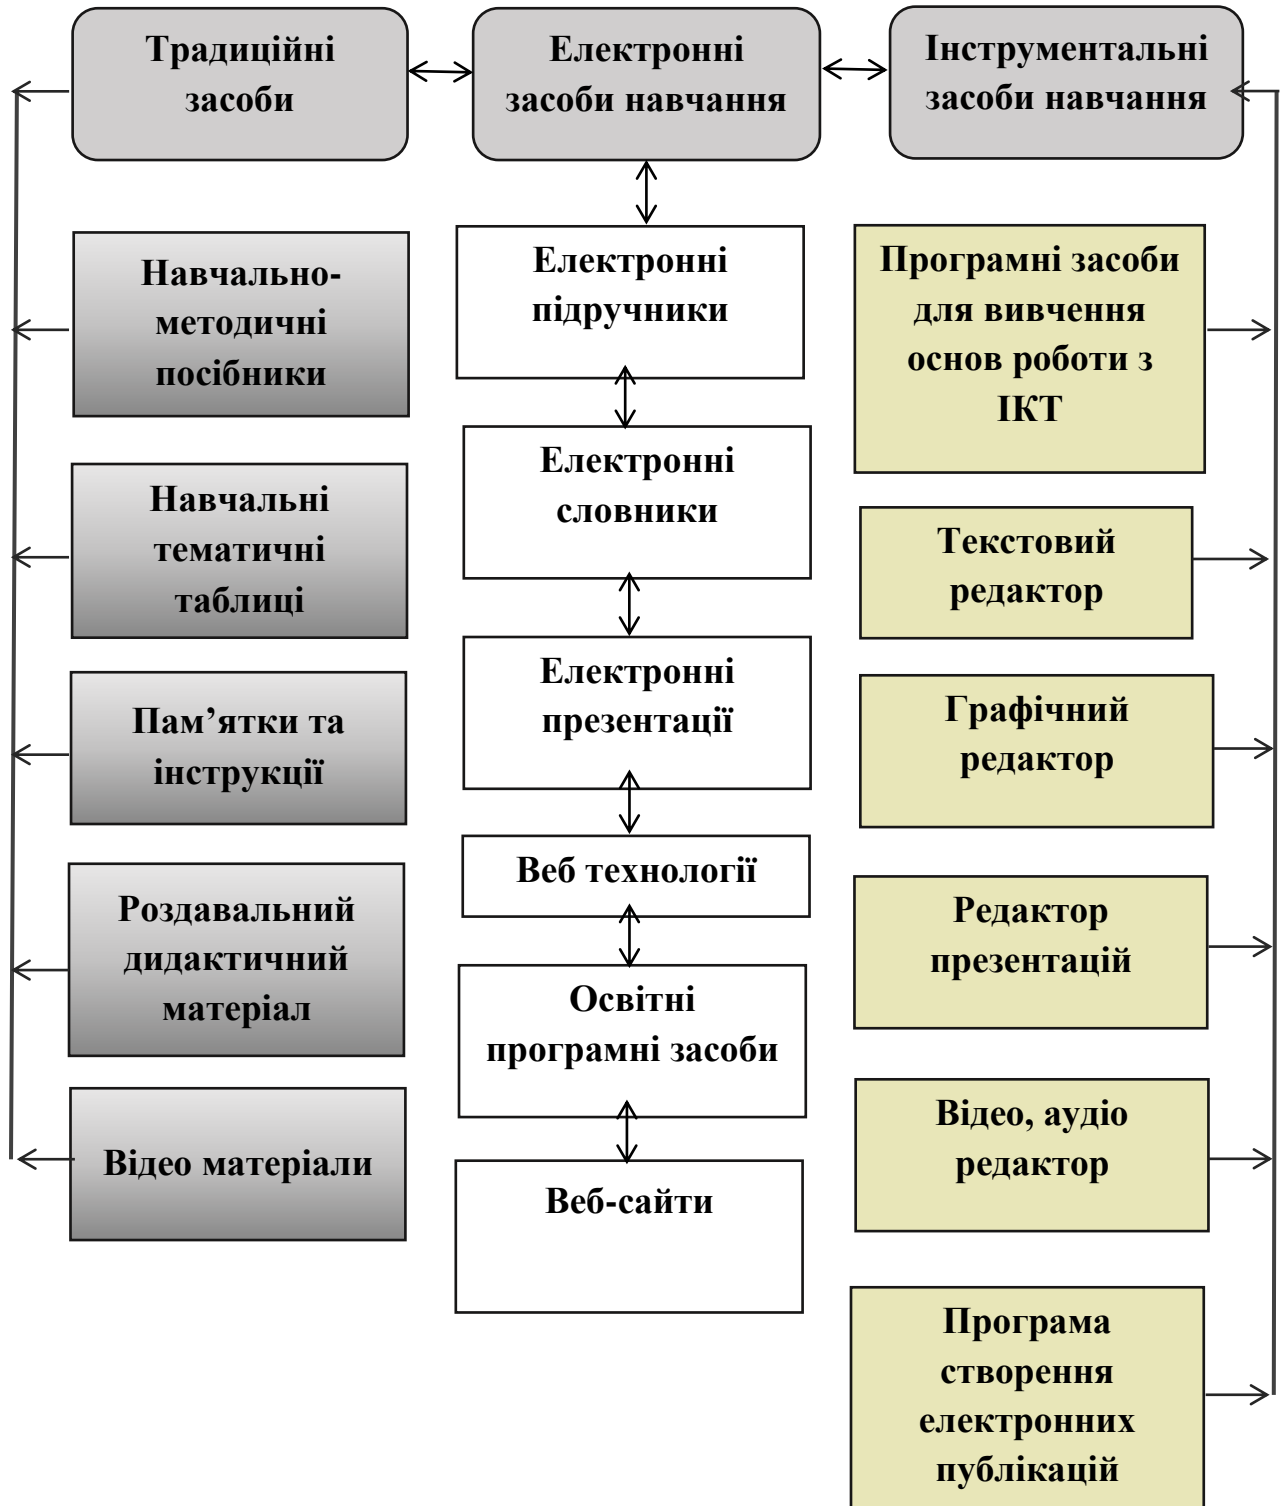 Традиційні
засоби
Електронні
засоби навчання
Інструментальні
засоби навчання
Навчально-
методичні
посібники
Навчальні
тематичні
таблиці
Пам’ятки та
інструкції
Роздавальний
дидактичний
матеріал
Відео матеріали
Електронні
підручники
Електронні
словники
Електронні
презентації
Веб технології
Освітні
програмні засоби
Веб-сайти
Програмні засоби
для вивчення
основ роботи з
ІКТ
Текстовий
редактор
Графічний
редактор
Редактор
презентацій
Відео, аудіо
редактор
Програма
створення
електронних
публікацій